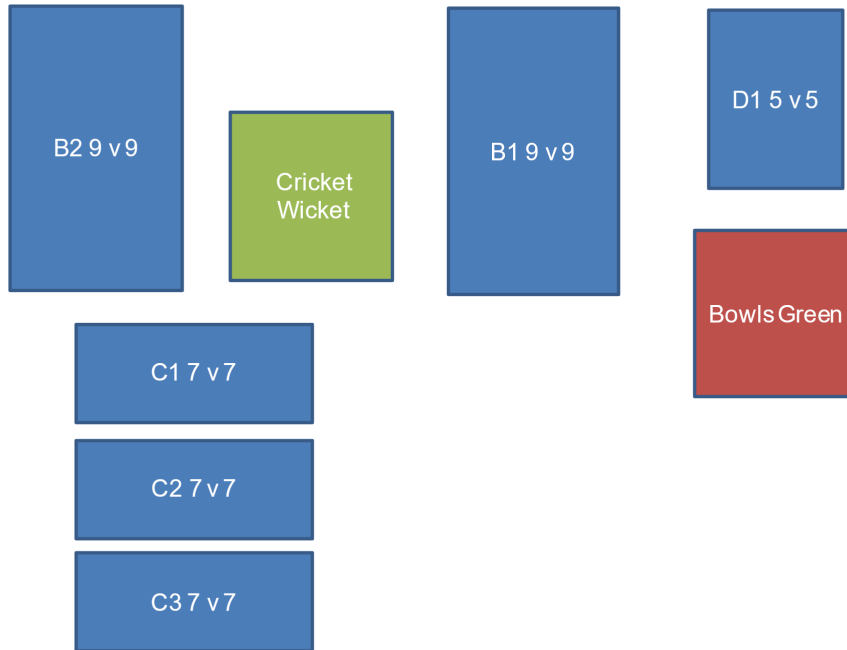 B2 9 v 9
Cricket
Wicket
B1 9 v 9
D1 5 v 5
Bowls Green
C1 7 v 7
C2 7 v 7
C3 7 v 7